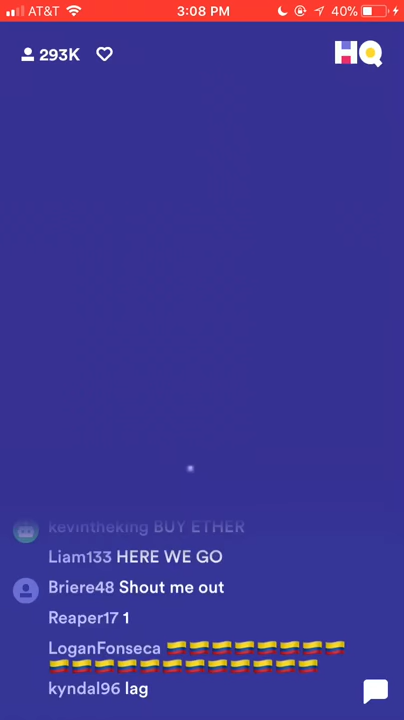 AT&T 3:08 PM 40%
293K HQ
kevintheking BUY ETHER
Liam133 HERE WE GO
Briere48 Shout me out
Reaper17 1
LoganFonseca 🇨🇴🇨🇴🇨🇴🇨🇴🇨🇴🇨🇴🇨🇴🇨🇴
🇨🇴🇨🇴🇨🇴🇨🇴🇨🇴🇨🇴🇨🇴🇨🇴🇨🇴🇨🇴🇨🇴🇨🇴
kyndal96 lag